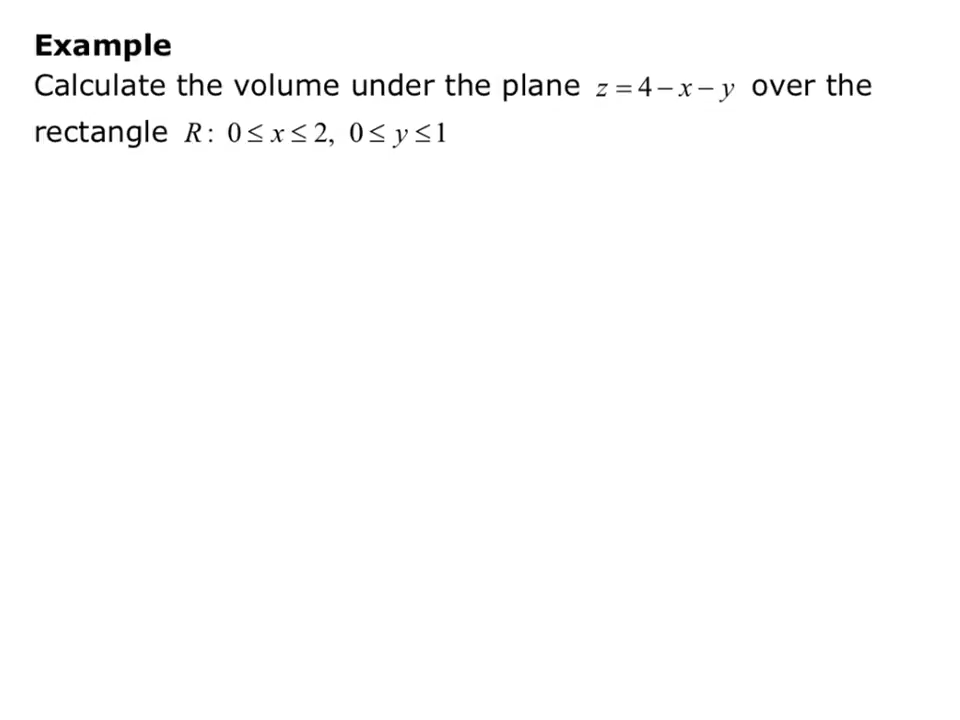 Example
Calculate the volume under the plane z = 4 − x − y over the
rectangle R: 0 ≤ x ≤ 2, 0 ≤ y ≤ 1